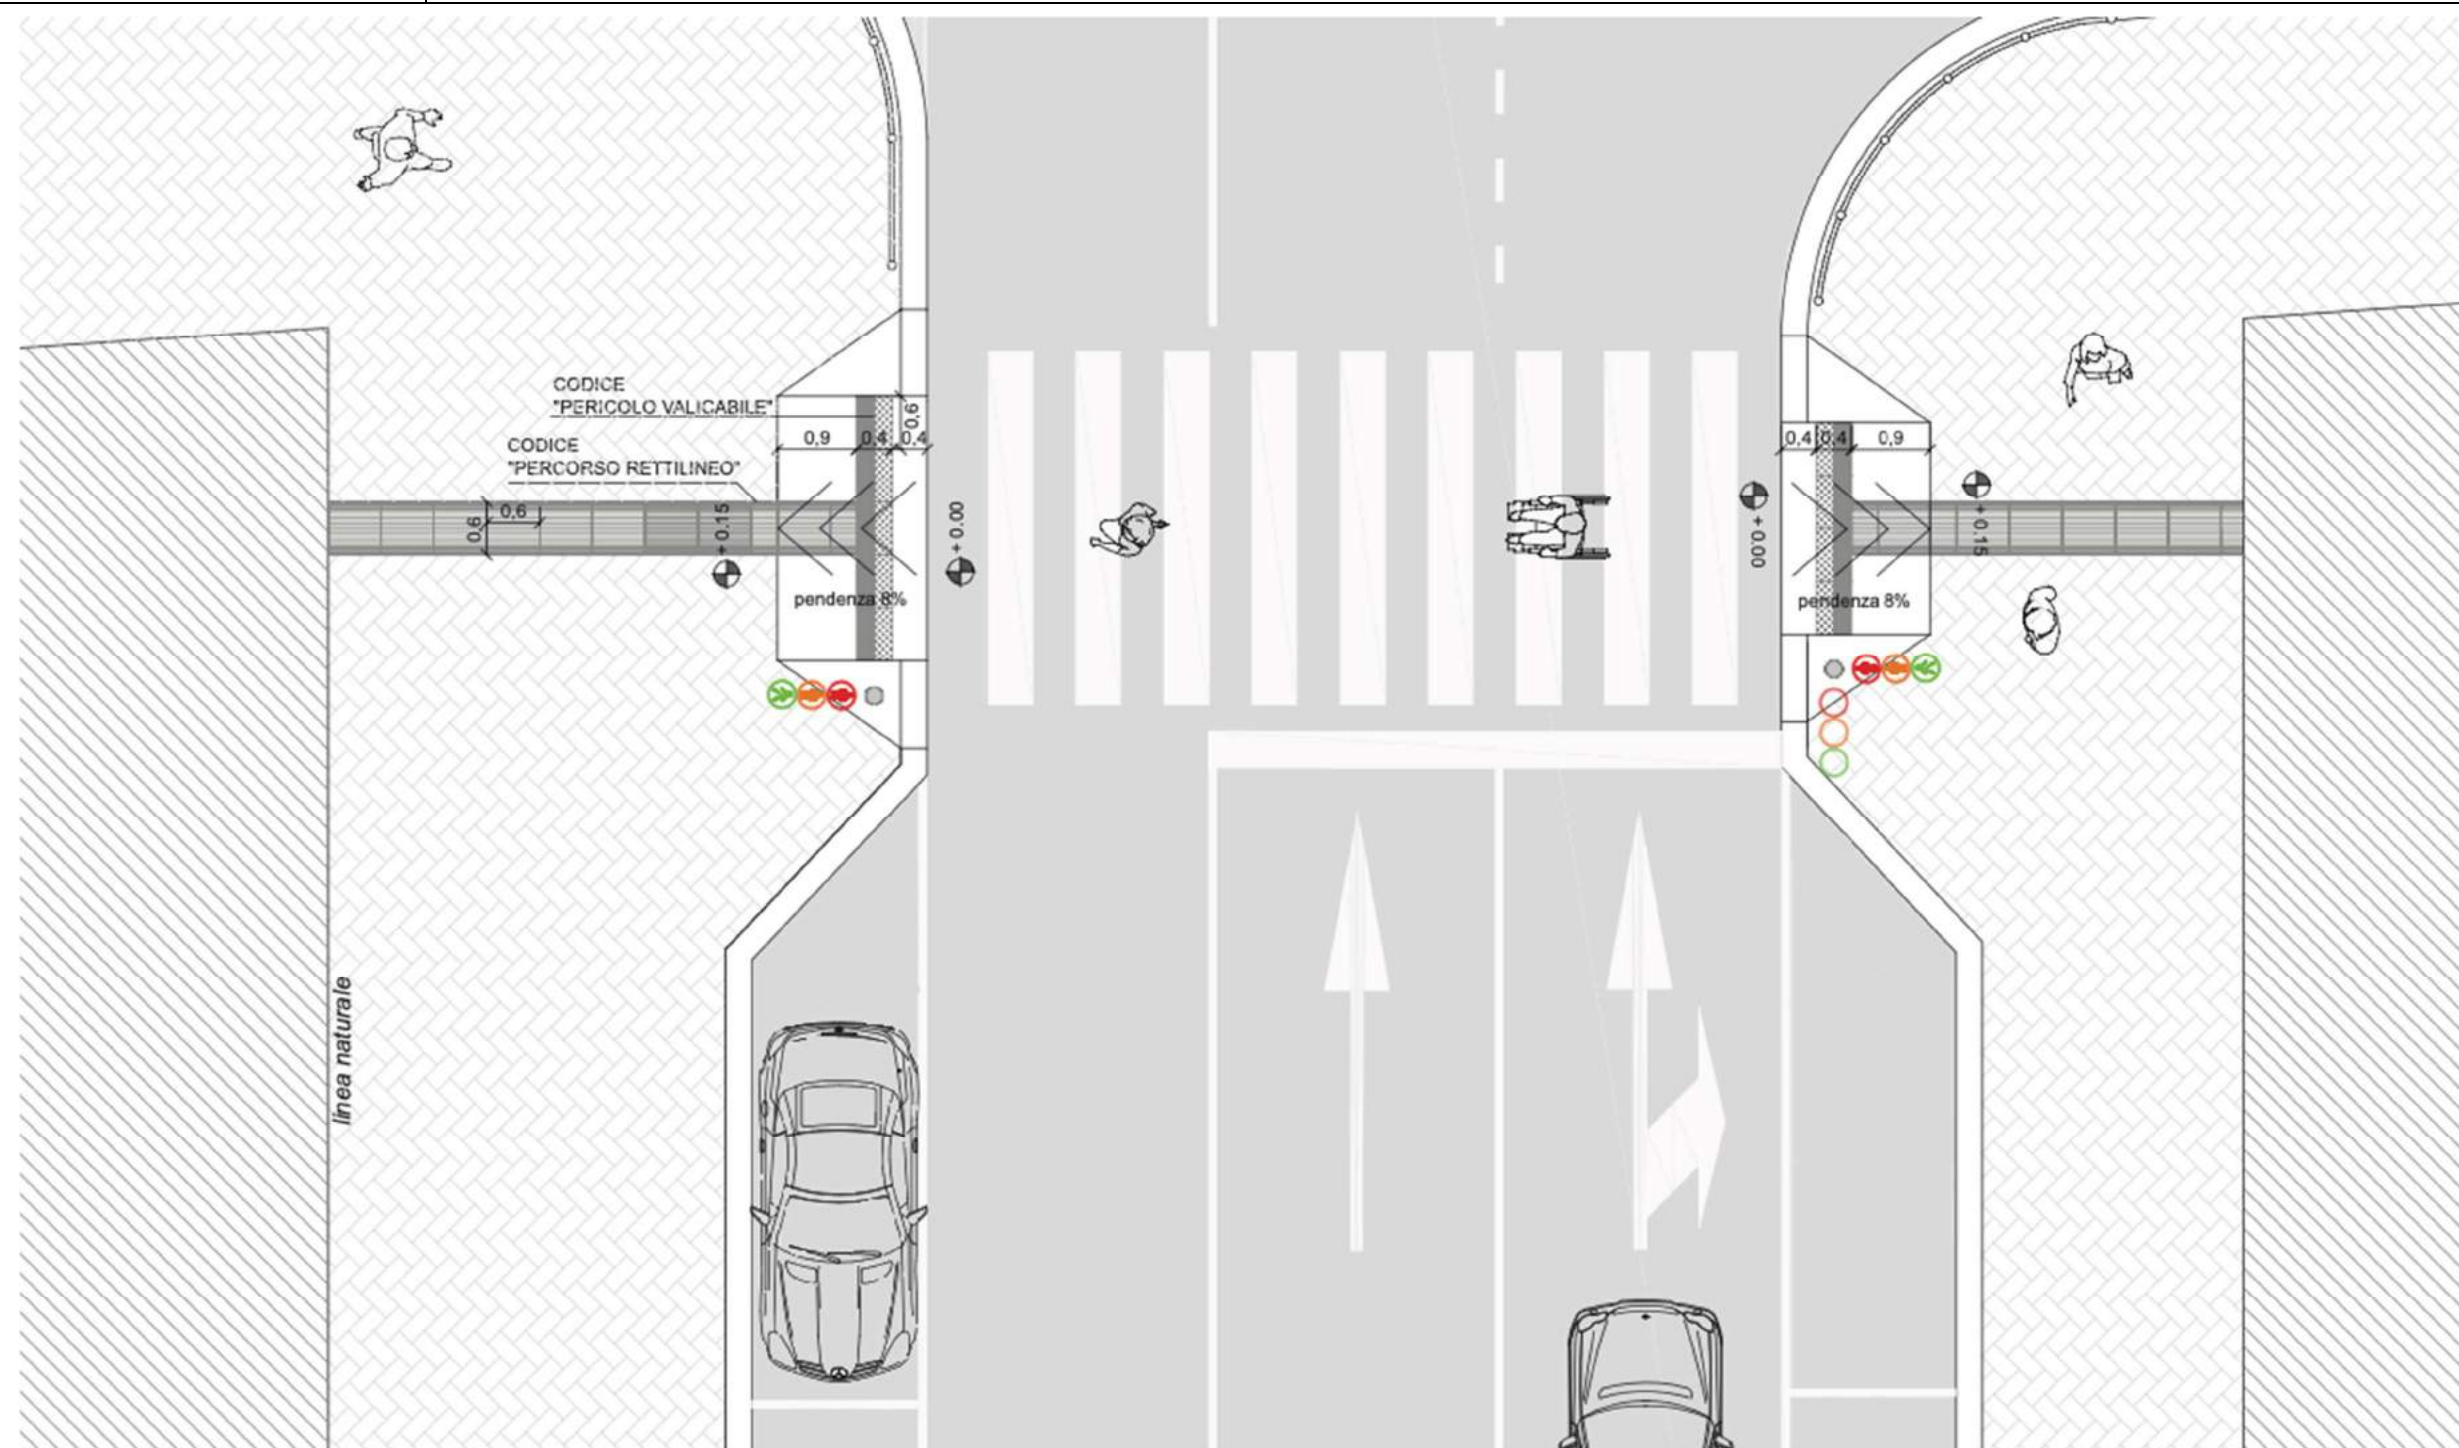 CODICE
"PERICOLO VALICABILE"
0,6
0,9 0,4 0,4
CODICE
"PERCORSO RETTILINEO"
0,6
0,6
+ 0.15
+ 0.00
pendenza 8%
0,4 0,4 0,9
+ 0.00
+ 0.15
pendenza 8%
linea naturale